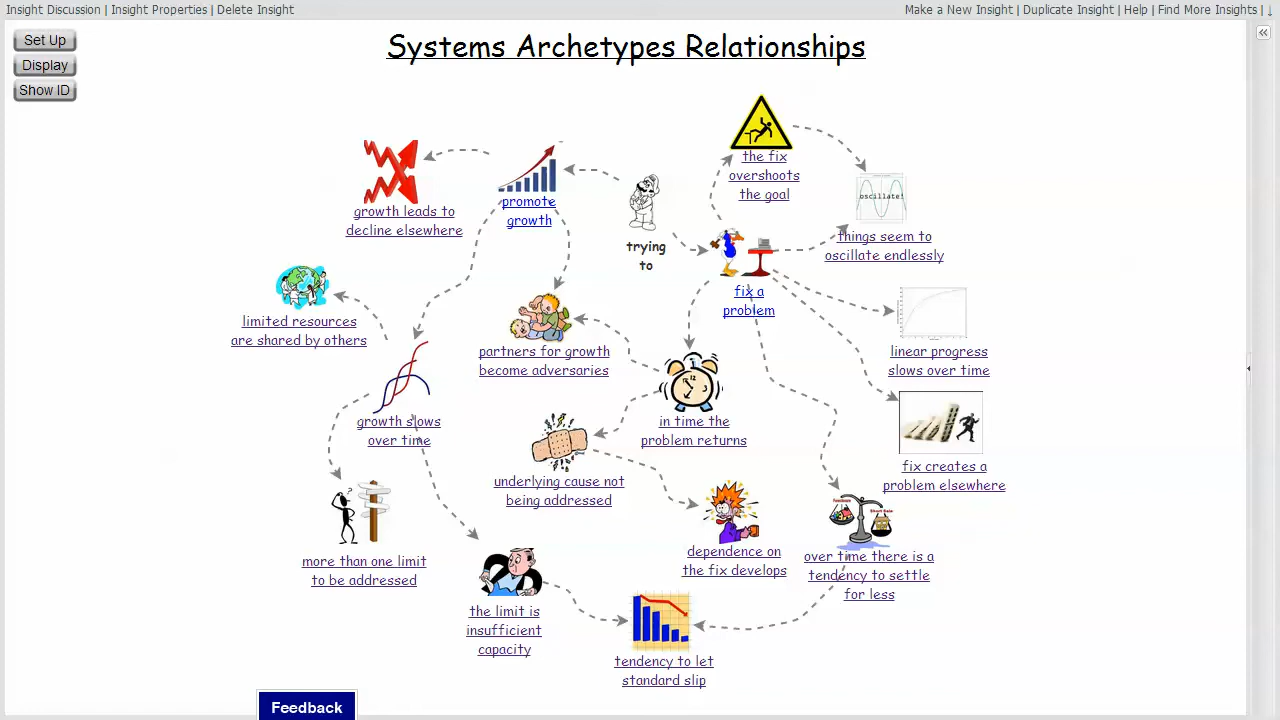 Insight Discussion | Insight Properties | Delete Insight
Make a New Insight | Duplicate Insight | Help | Find More Insights | ↓
Set Up
Display
Show ID
Systems Archetypes Relationships
growth leads to
decline elsewhere
promote
growth
trying
to
the fix
overshoots
the goal
oscillate!
things seem to
oscillate endlessly
fix a
problem
limited resources
are shared by others
partners for growth
become adversaries
linear progress
slows over time
growth slows
over time
in time the
problem returns
underlying cause not
being addressed
fix creates a
problem elsewhere
more than one limit
to be addressed
dependence on
the fix develops
over time there is a
tendency to settle
for less
the limit is
insufficient
capacity
tendency to let
standard slip
Feedback